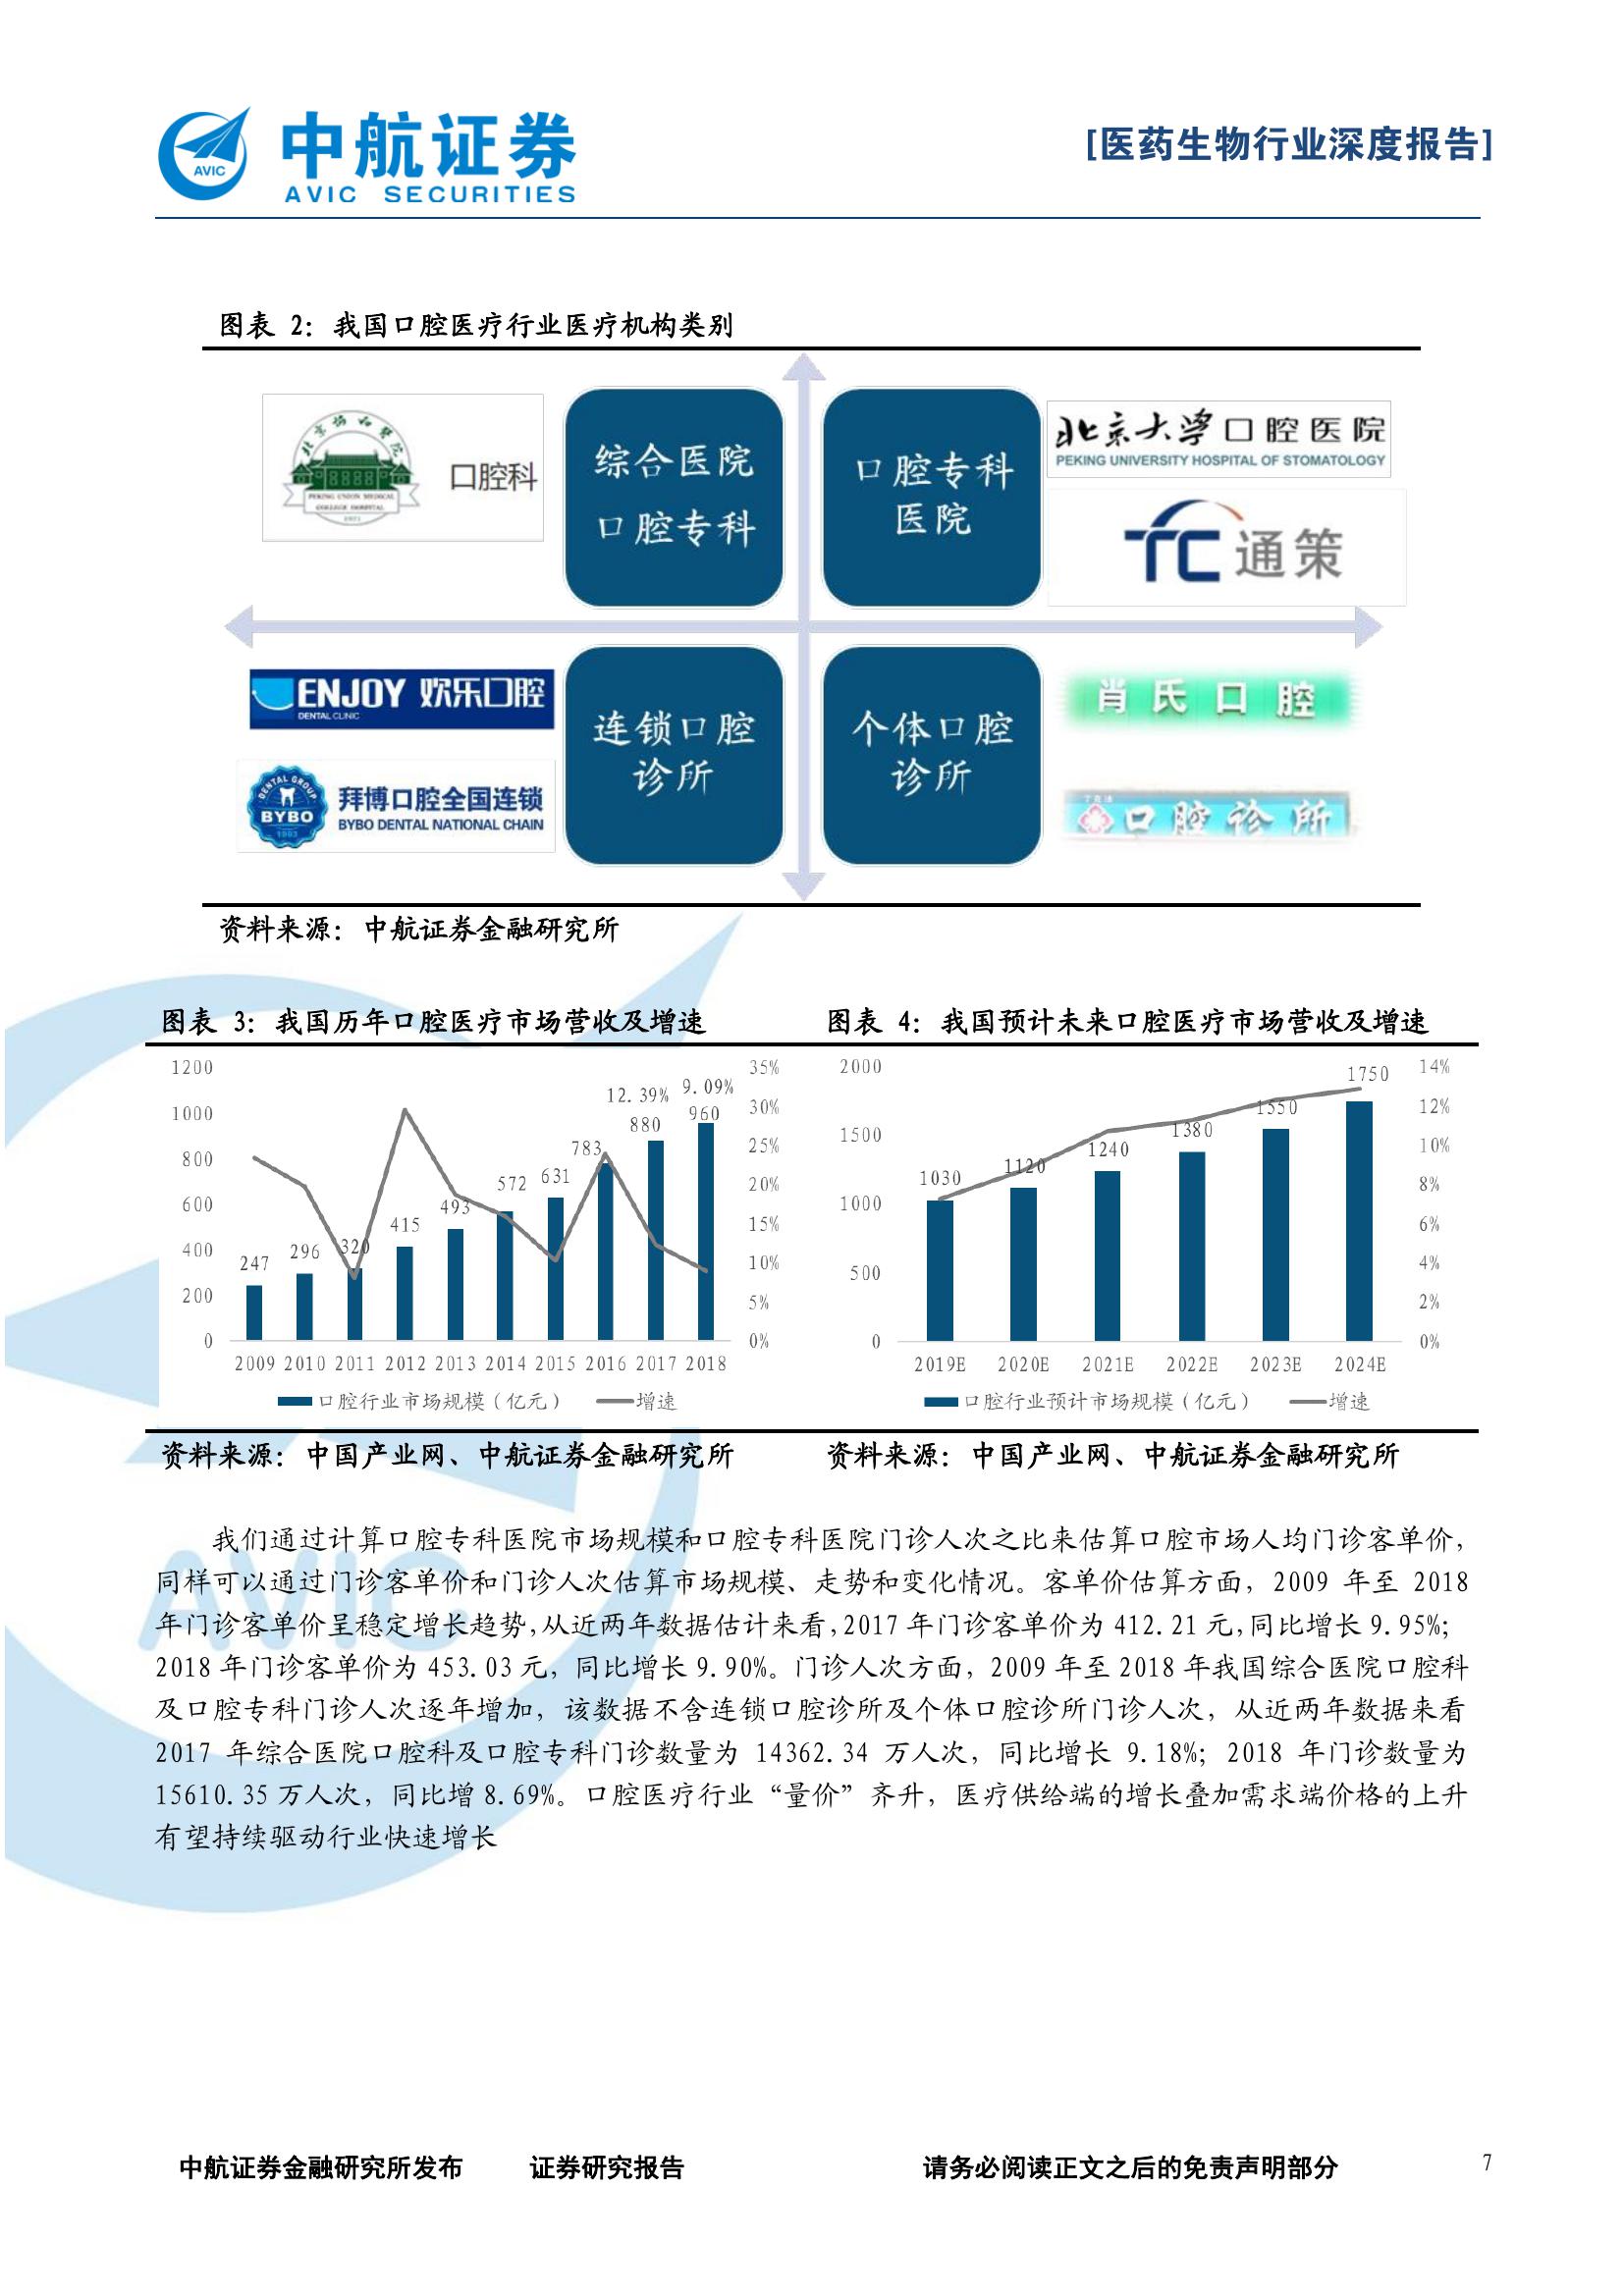 中航证券
AVIC SECURITIES
AVIC
[医药生物行业深度报告]
图表 2：我国口腔医疗行业医疗机构类别
北京协和医院
PEKING UNION MEDICAL
COLLEGE HOSPITAL
1921
口腔科
综合医院
口腔专科
口腔专科
医院
北京大学口腔医院
PEKING UNIVERSITY HOSPITAL OF STOMATOLOGY
TC通策
ENJOY 欢乐口腔
DENTAL CLINIC
DENTAL GROUP
BYBO
1993
拜博口腔全国连锁
BYBO DENTAL NATIONAL CHAIN
连锁口腔
诊所
个体口腔
诊所
肖氏口腔
口腔诊所
资料来源：中航证券金融研究所
图表 3：我国历年口腔医疗市场营收及增速
1200
1000
800
600
400
200
0
247
296
320
415
493
572
631
783
880
960
12.39%
9.09%
35%
30%
25%
20%
15%
10%
5%
0%
2009 2010 2011 2012 2013 2014 2015 2016 2017 2018
口腔行业市场规模（亿元） 增速
资料来源：中国产业网、中航证券金融研究所
图表 4：我国预计未来口腔医疗市场营收及增速
2000
1500
1000
500
0
1030
1120
1240
1380
1550
1750
14%
12%
10%
8%
6%
4%
2%
0%
2019E 2020E 2021E 2022E 2023E 2024E
口腔行业预计市场规模（亿元） 增速
资料来源：中国产业网、中航证券金融研究所
我们通过计算口腔专科医院市场规模和口腔专科医院门诊人次之比来估算口腔市场人均门诊客单价，
同样可以通过门诊客单价和门诊人次估算市场规模、走势和变化情况。客单价估算方面，2009 年至 2018
年门诊客单价呈稳定增长趋势，从近两年数据估计来看，2017 年门诊客单价为 412.21 元，同比增长 9.95%；
2018 年门诊客单价为 453.03 元，同比增长 9.90%。门诊人次方面，2009 年至 2018 年我国综合医院口腔科
及口腔专科门诊人次逐年增加，该数据不含连锁口腔诊所及个体口腔诊所门诊人次，从近两年数据来看
2017 年综合医院口腔科及口腔专科门诊数量为 14362.34 万人次，同比增长 9.18%；2018 年门诊数量为
15610.35 万人次，同比增 8.69%。口腔医疗行业“量价”齐升，医疗供给端的增长叠加需求端价格的上升
有望持续驱动行业快速增长
AVIC
中航证券金融研究所发布 证券研究报告 请务必阅读正文之后的免责声明部分 7